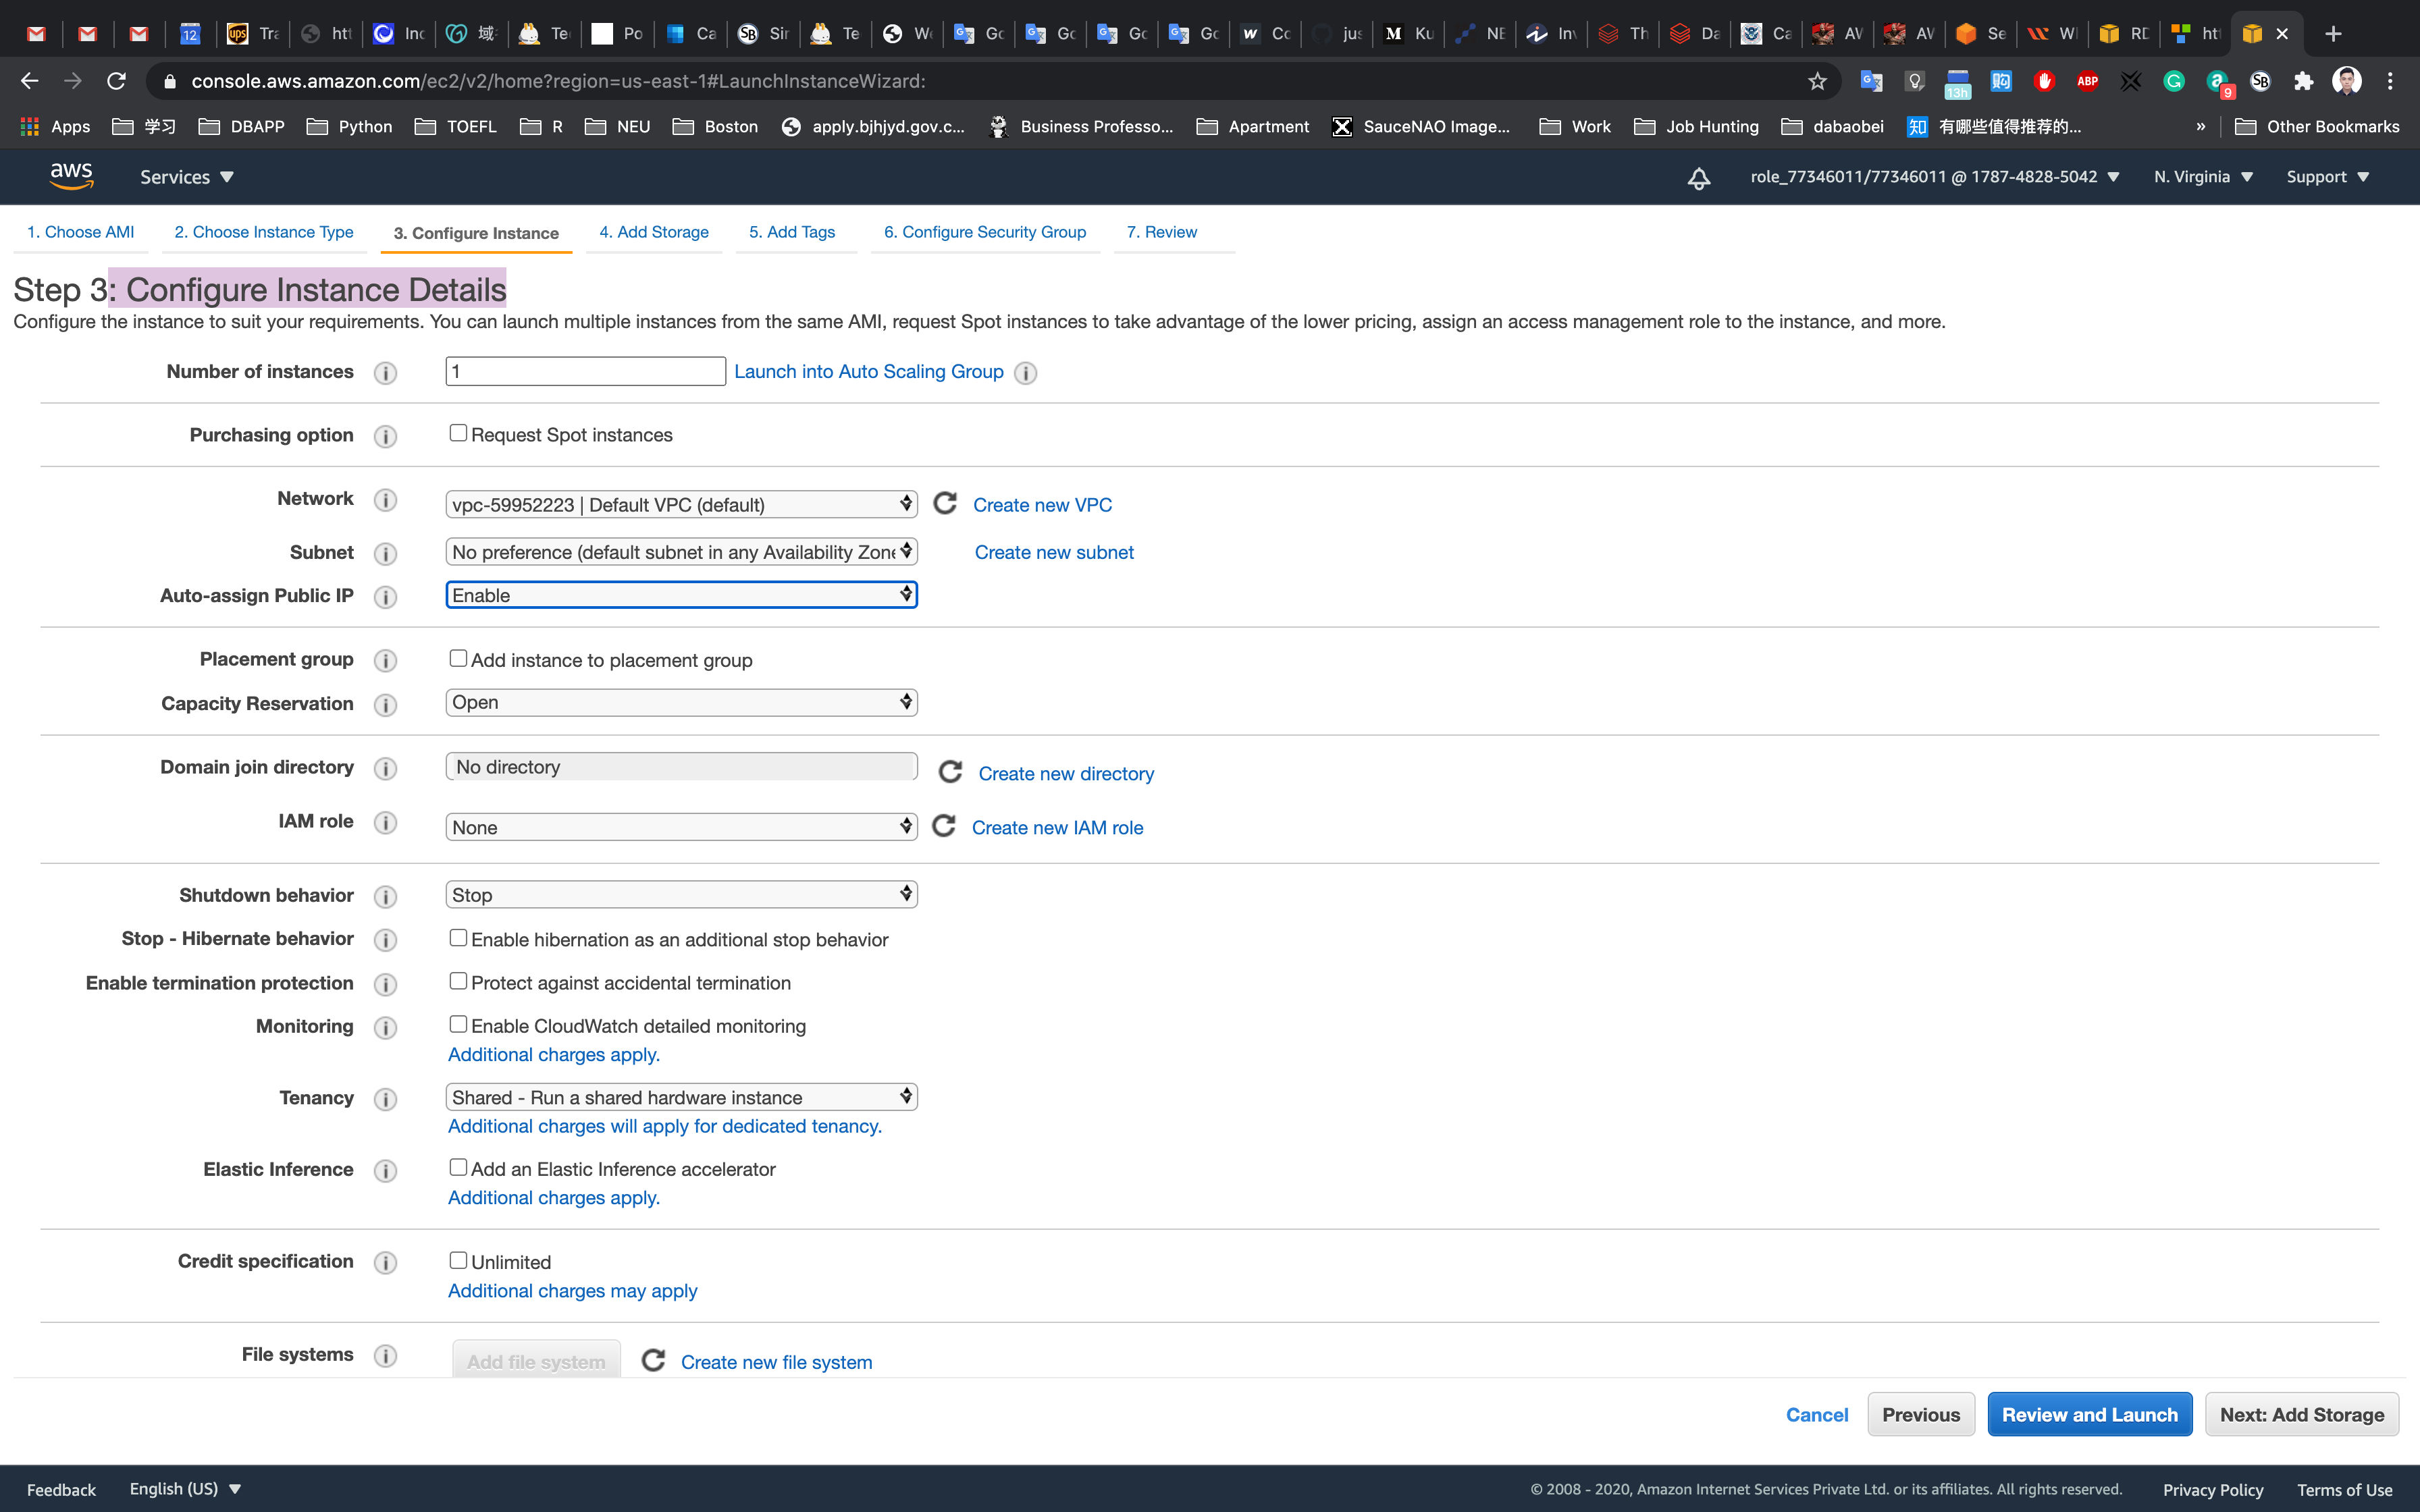 12
Tra
htt
Inc
域
Te
Po
Ca
Sir
Te
We
Go
Go
Go
Go
Co
jus
Ku
NE
Inv
Th
Da
Ca
AV
AV
Se
W
RD
htt
console.aws.amazon.com/ec2/v2/home?region=us-east-1#LaunchInstanceWizard:
13h
ABP
9
Apps 学习 DBAPP Python TOEFL R NEU Boston apply.bjhjyd.gov.c... Business Professo... Apartment SauceNAO Image... Work Job Hunting dabaobei 知 有哪些值得推荐的... » Other Bookmarks
aws Services role_77346011/77346011 @ 1787-4828-5042 N. Virginia Support
1. Choose AMI 2. Choose Instance Type 3. Configure Instance 4. Add Storage 5. Add Tags 6. Configure Security Group 7. Review
Step 3: Configure Instance Details
Configure the instance to suit your requirements. You can launch multiple instances from the same AMI, request Spot instances to take advantage of the lower pricing, assign an access management role to the instance, and more.
Number of instances 1 Launch into Auto Scaling Group
Purchasing option Request Spot instances
Network vpc-59952223 | Default VPC (default) Create new VPC
Subnet No preference (default subnet in any Availability Zone Create new subnet
Auto-assign Public IP Enable
Placement group Add instance to placement group
Capacity Reservation Open
Domain join directory No directory Create new directory
IAM role None Create new IAM role
Shutdown behavior Stop
Stop - Hibernate behavior Enable hibernation as an additional stop behavior
Enable termination protection Protect against accidental termination
Monitoring Enable CloudWatch detailed monitoring
Additional charges apply.
Tenancy Shared - Run a shared hardware instance
Additional charges will apply for dedicated tenancy.
Elastic Inference Add an Elastic Inference accelerator
Additional charges apply.
Credit specification Unlimited
Additional charges may apply
File systems Add file system Create new file system
Cancel Previous Review and Launch Next: Add Storage
Feedback English (US) © 2008 - 2020, Amazon Internet Services Private Ltd. or its affiliates. All rights reserved. Privacy Policy Terms of Use